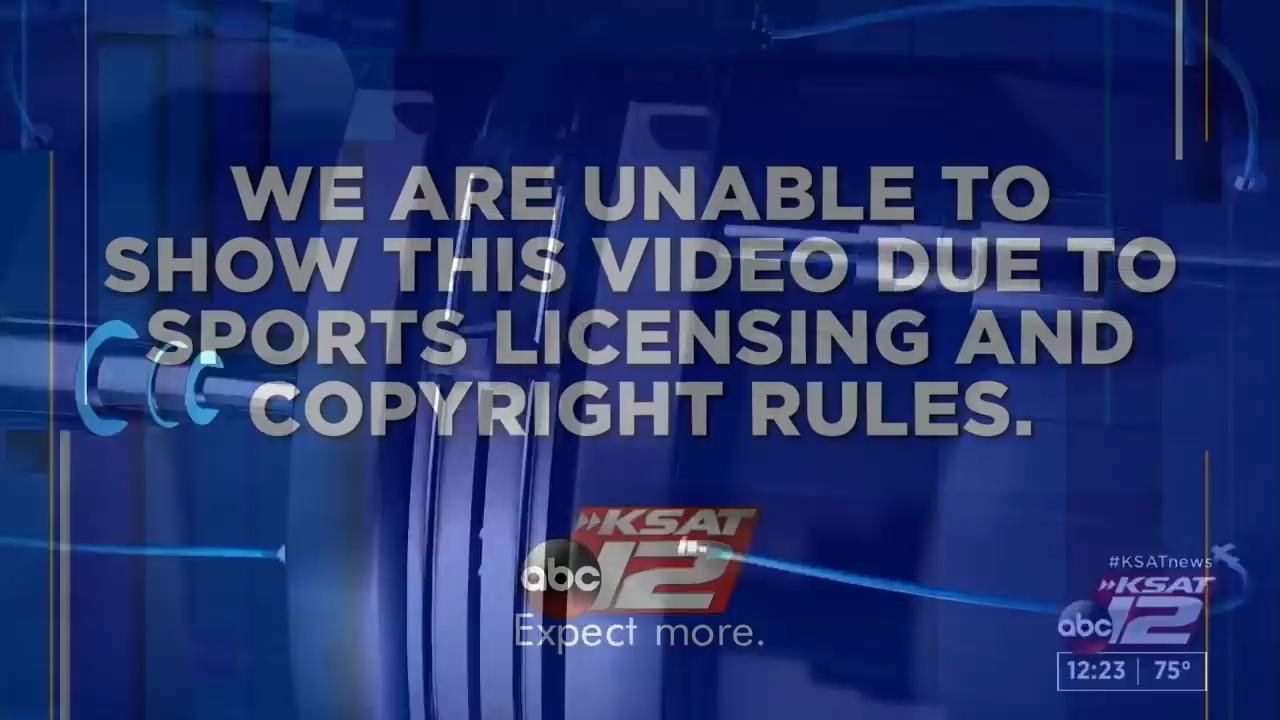 WE ARE UNABLE TO
SHOW THIS VIDEO DUE TO
SPORTS LICENSING AND
COPYRIGHT RULES.
KSAT
abc 12
Expect more.
#KSATnews
KSAT
abc 12
12:23 75°